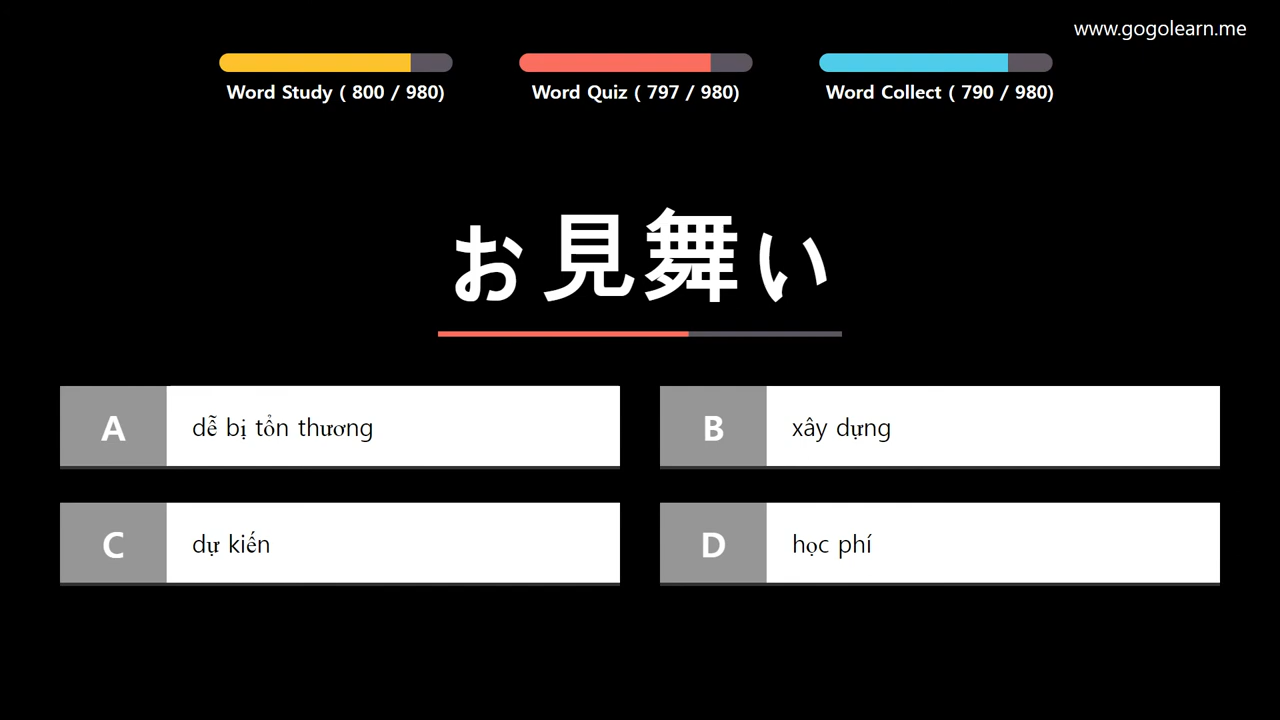 www.gogolearn.me
Word Study ( 800 / 980)
Word Quiz ( 797 / 980)
Word Collect ( 790 / 980)
お見舞い
A
dễ bị tổn thương
B
xây dựng
C
dự kiến
D
học phí